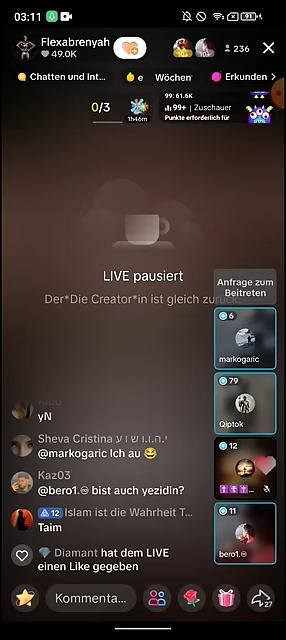 03:11
91
Flexabrenyah
49.0K
10+
10+
236
Chatten und Int...
e
Wöchen
Erkunden
0/3
1h46m
99: 61.6K
99+ | Zuschauer
Punkte erforderlich für
LIVE pausiert
Der*Die Creator*in ist gleich zurück
Anfrage zum
Beitreten
6
markogaric
79
Qiptok
12
11
bero1.♾
yN
Sheva Cristina י.ה.ו.ו ש ו ע
@markogaric Ich au 😂
Kaz03
@bero1.♾ bist auch yezidin?
12 Islam ist die Wahrheit T...
Taim
Diamant hat dem LIVE
einen Like gegeben
Kommenta...
27